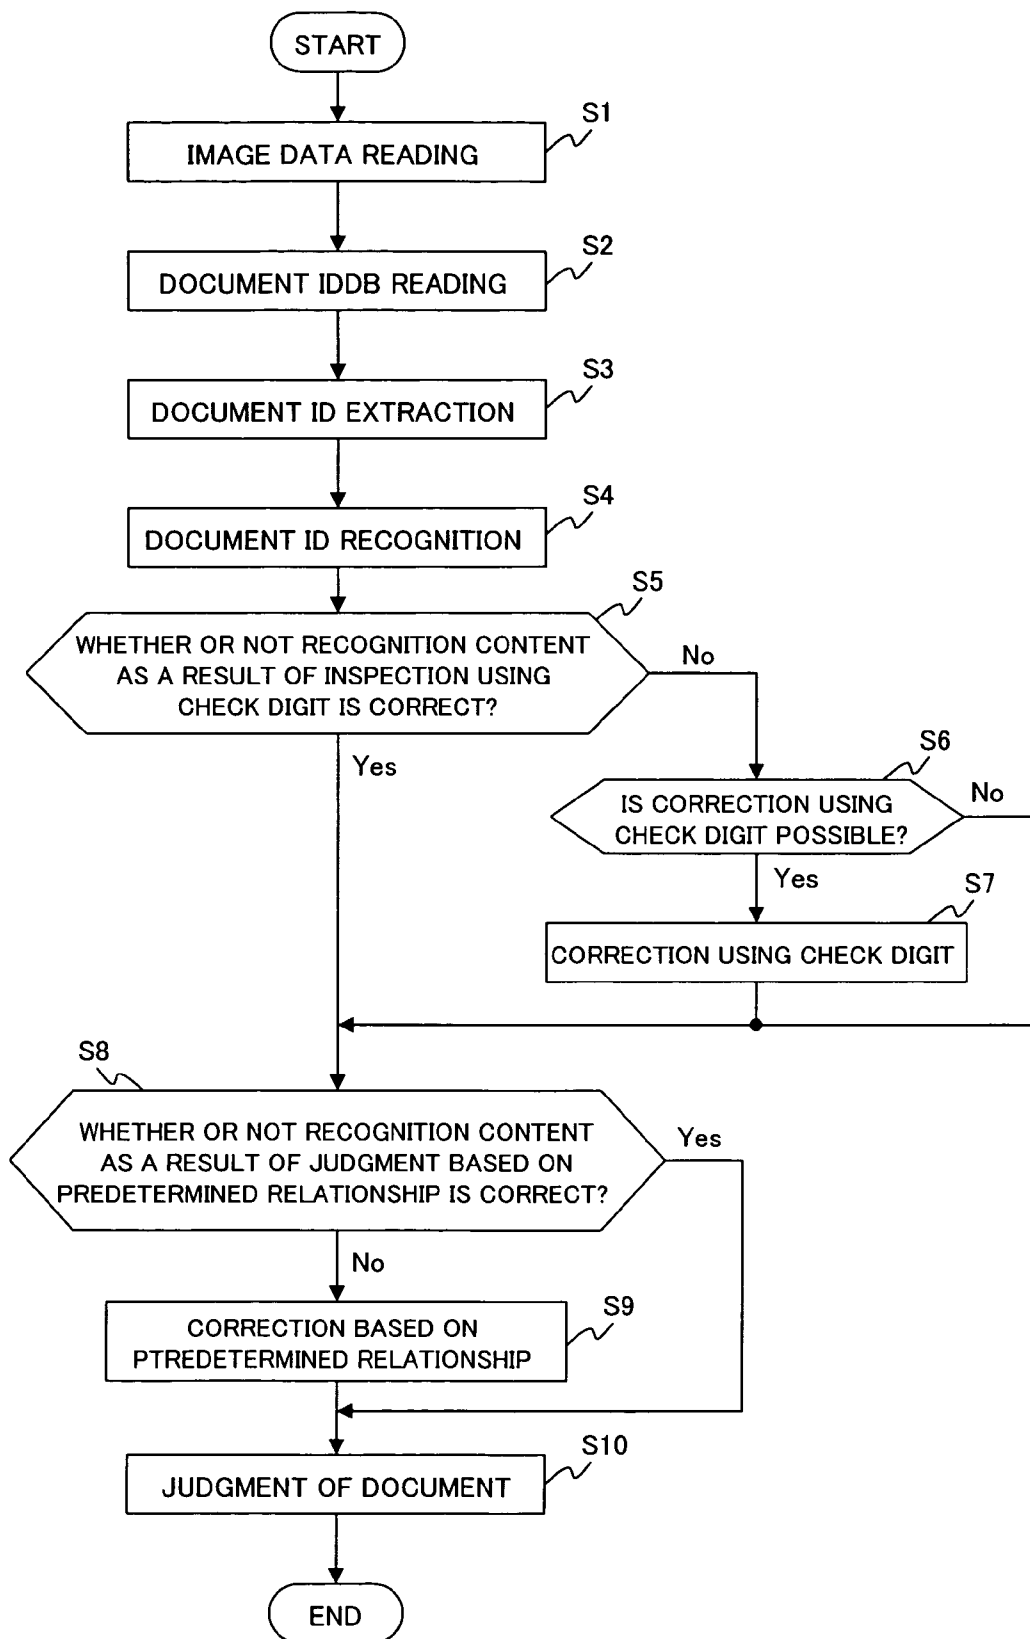 START
S1
IMAGE DATA READING
S2
DOCUMENT IDDB READING
S3
DOCUMENT ID EXTRACTION
S4
DOCUMENT ID RECOGNITION
S5
WHETHER OR NOT RECOGNITION CONTENT
AS A RESULT OF INSPECTION USING
CHECK DIGIT IS CORRECT?
No
Yes
S6
IS CORRECTION USING
CHECK DIGIT POSSIBLE?
No
Yes
S7
CORRECTION USING CHECK DIGIT
S8
WHETHER OR NOT RECOGNITION CONTENT
AS A RESULT OF JUDGMENT BASED ON
PREDETERMINED RELATIONSHIP IS CORRECT?
Yes
No
S9
CORRECTION BASED ON
PTREDETERMINED RELATIONSHIP
S10
JUDGMENT OF DOCUMENT
END